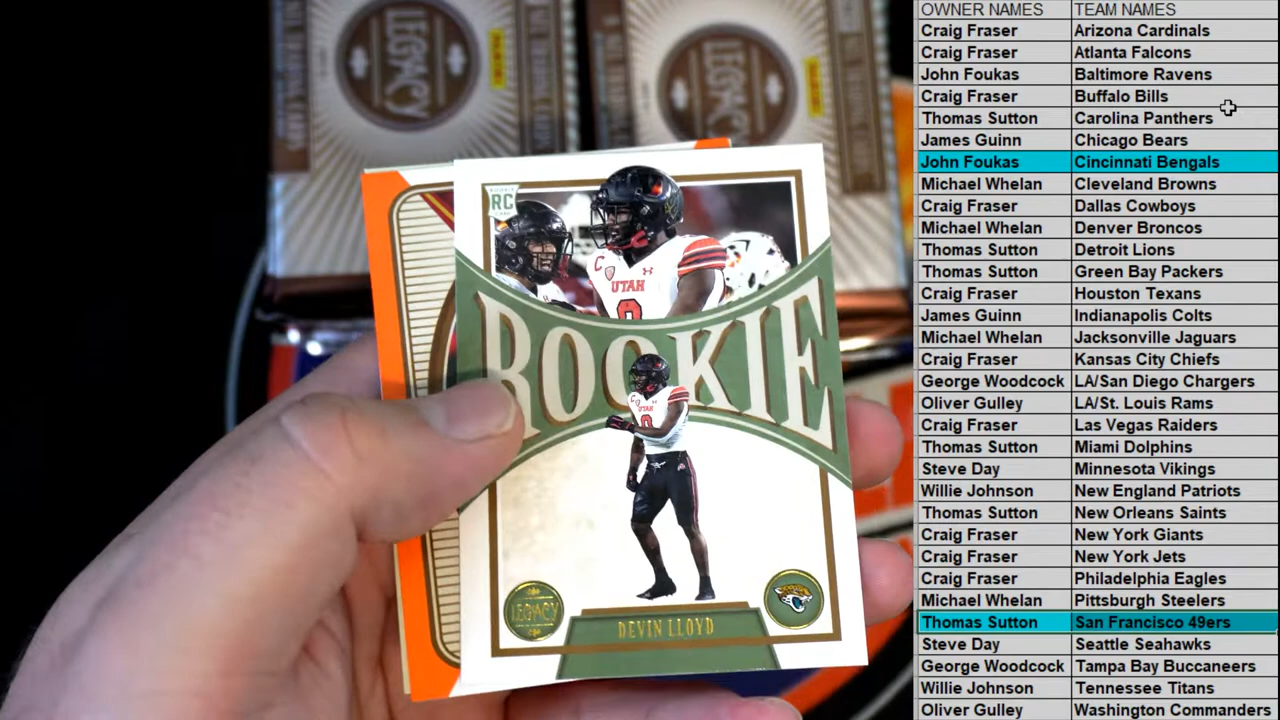 LEGACY
PANINI
LEGACY
PANINI
ROOKIE
RC
CARD
UTAH
ROOKIE
UTAH
LEGACY
DEVIN LLOYD
OWNER NAMES TEAM NAMES
Craig Fraser Arizona Cardinals
Craig Fraser Atlanta Falcons
John Foukas Baltimore Ravens
Craig Fraser Buffalo Bills
Thomas Sutton Carolina Panthers
James Guinn Chicago Bears
John Foukas Cincinnati Bengals
Michael Whelan Cleveland Browns
Craig Fraser Dallas Cowboys
Michael Whelan Denver Broncos
Thomas Sutton Detroit Lions
Thomas Sutton Green Bay Packers
Craig Fraser Houston Texans
James Guinn Indianapolis Colts
Michael Whelan Jacksonville Jaguars
Craig Fraser Kansas City Chiefs
George Woodcock LA/San Diego Chargers
Oliver Gulley LA/St. Louis Rams
Craig Fraser Las Vegas Raiders
Thomas Sutton Miami Dolphins
Steve Day Minnesota Vikings
Willie Johnson New England Patriots
Thomas Sutton New Orleans Saints
Craig Fraser New York Giants
Craig Fraser New York Jets
Craig Fraser Philadelphia Eagles
Michael Whelan Pittsburgh Steelers
Thomas Sutton San Francisco 49ers
Steve Day Seattle Seahawks
George Woodcock Tampa Bay Buccaneers
Willie Johnson Tennessee Titans
Oliver Gulley Washington Commanders